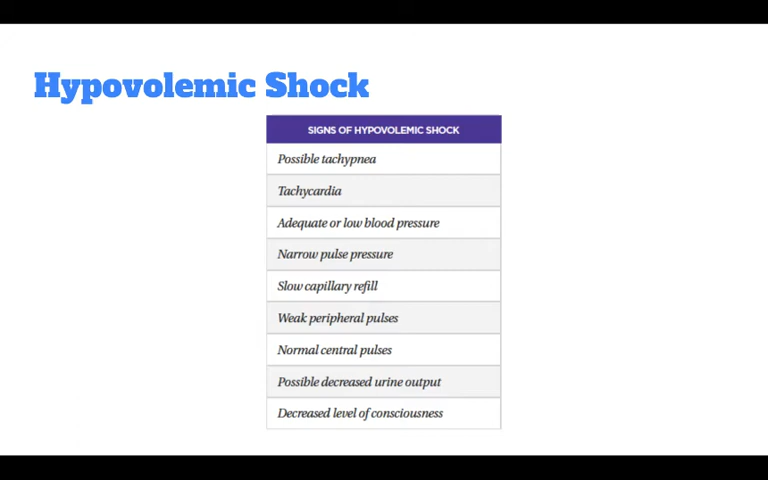 Hypovolemic Shock
SIGNS OF HYPOVOLEMIC SHOCK
Possible tachypnea
Tachycardia
Adequate or low blood pressure
Narrow pulse pressure
Slow capillary refill
Weak peripheral pulses
Normal central pulses
Possible decreased urine output
Decreased level of consciousness